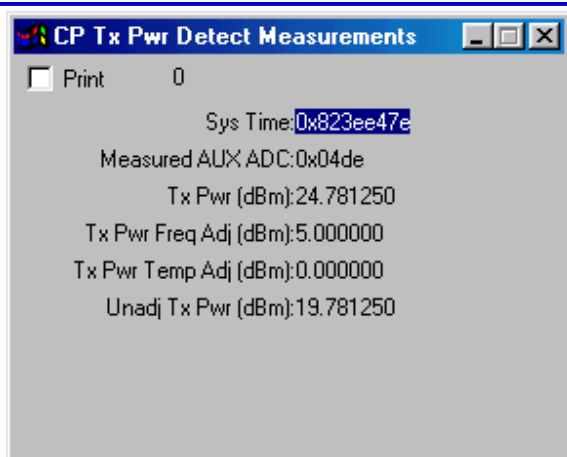 CP Tx Pwr Detect Measurements
Print 0
Sys Time:0x823ee47e
Measured AUX ADC:0x04de
Tx Pwr (dBm):24.781250
Tx Pwr Freq Adj (dBm):5.000000
Tx Pwr Temp Adj (dBm):0.000000
Unadj Tx Pwr (dBm):19.781250